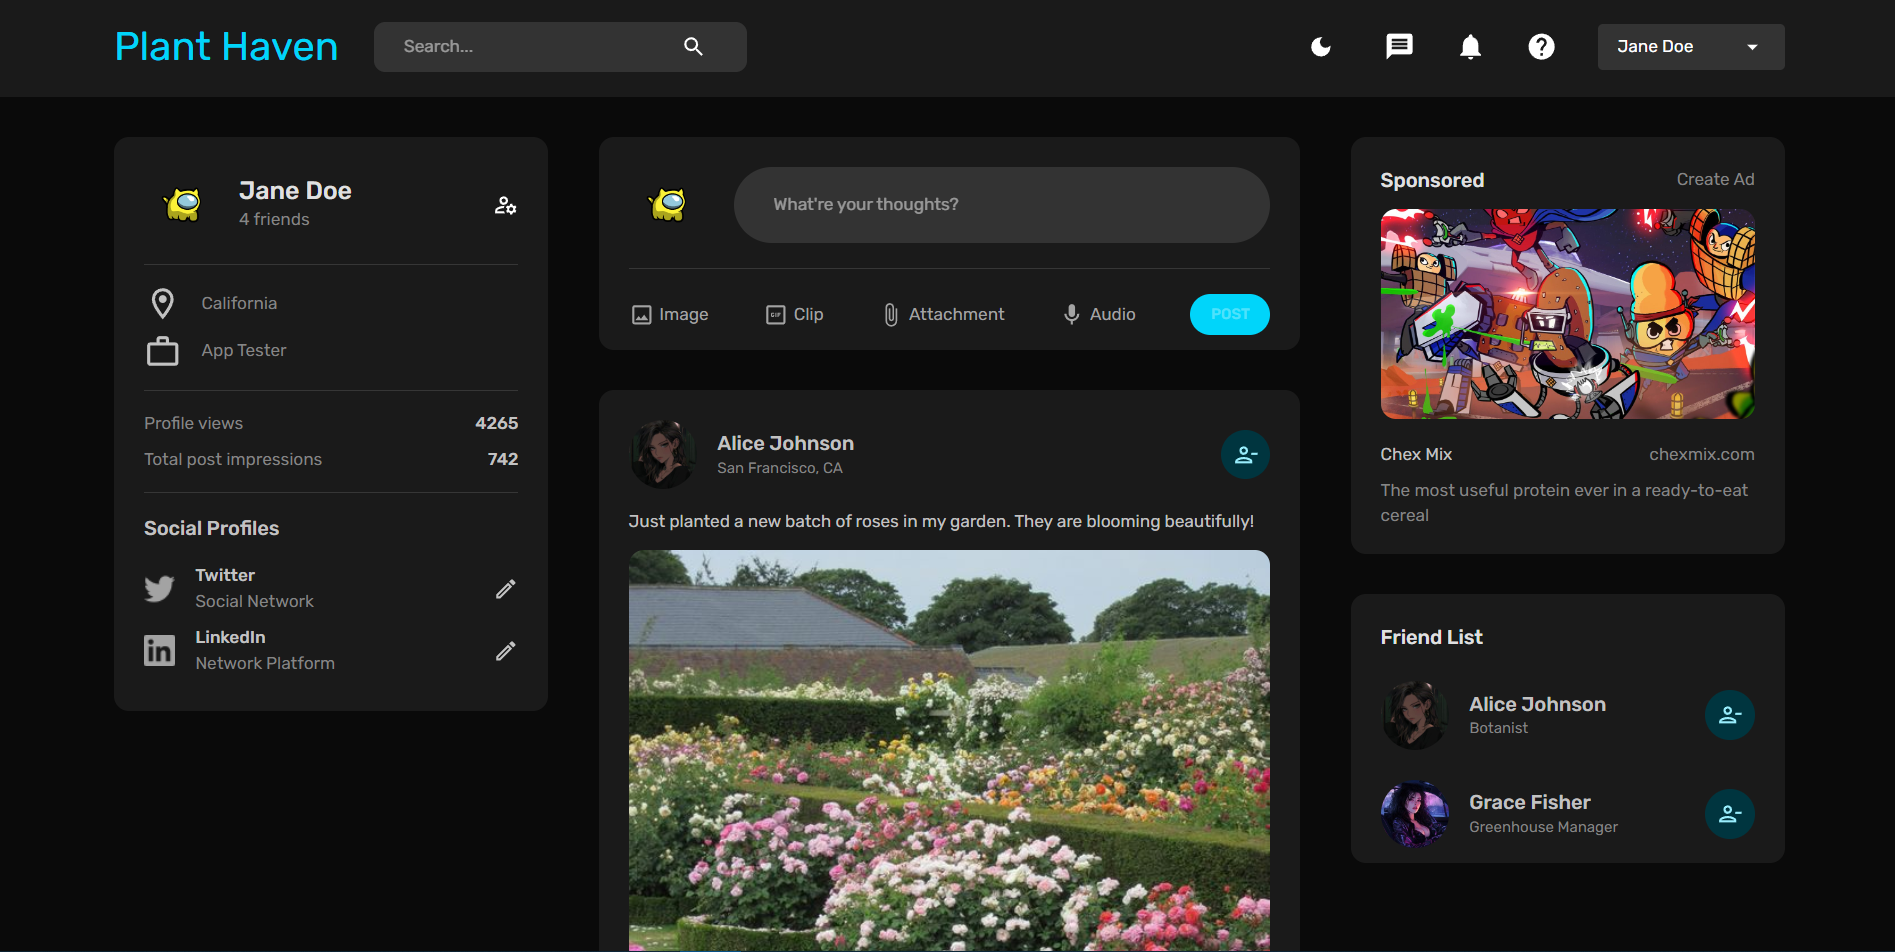 Plant Haven
Search...
Jane Doe
Jane Doe
4 friends
California
App Tester
Profile views 4265
Total post impressions 742
Social Profiles
Twitter
Social Network
LinkedIn
Network Platform
What're your thoughts?
Image
GIF Clip
Attachment
Audio
POST
Alice Johnson
San Francisco, CA
Just planted a new batch of roses in my garden. They are blooming beautifully!
Sponsored
Create Ad
Chex Mix
chexmix.com
The most useful protein ever in a ready-to-eat
cereal
Friend List
Alice Johnson
Botanist
Grace Fisher
Greenhouse Manager